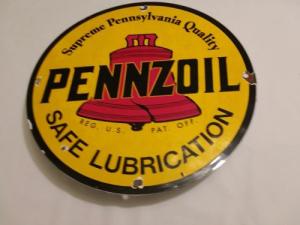 Supreme Pennsylvania Quality
PENNZOIL
REG. U.S. PAT. OFF.
SAFE LUBRICATION